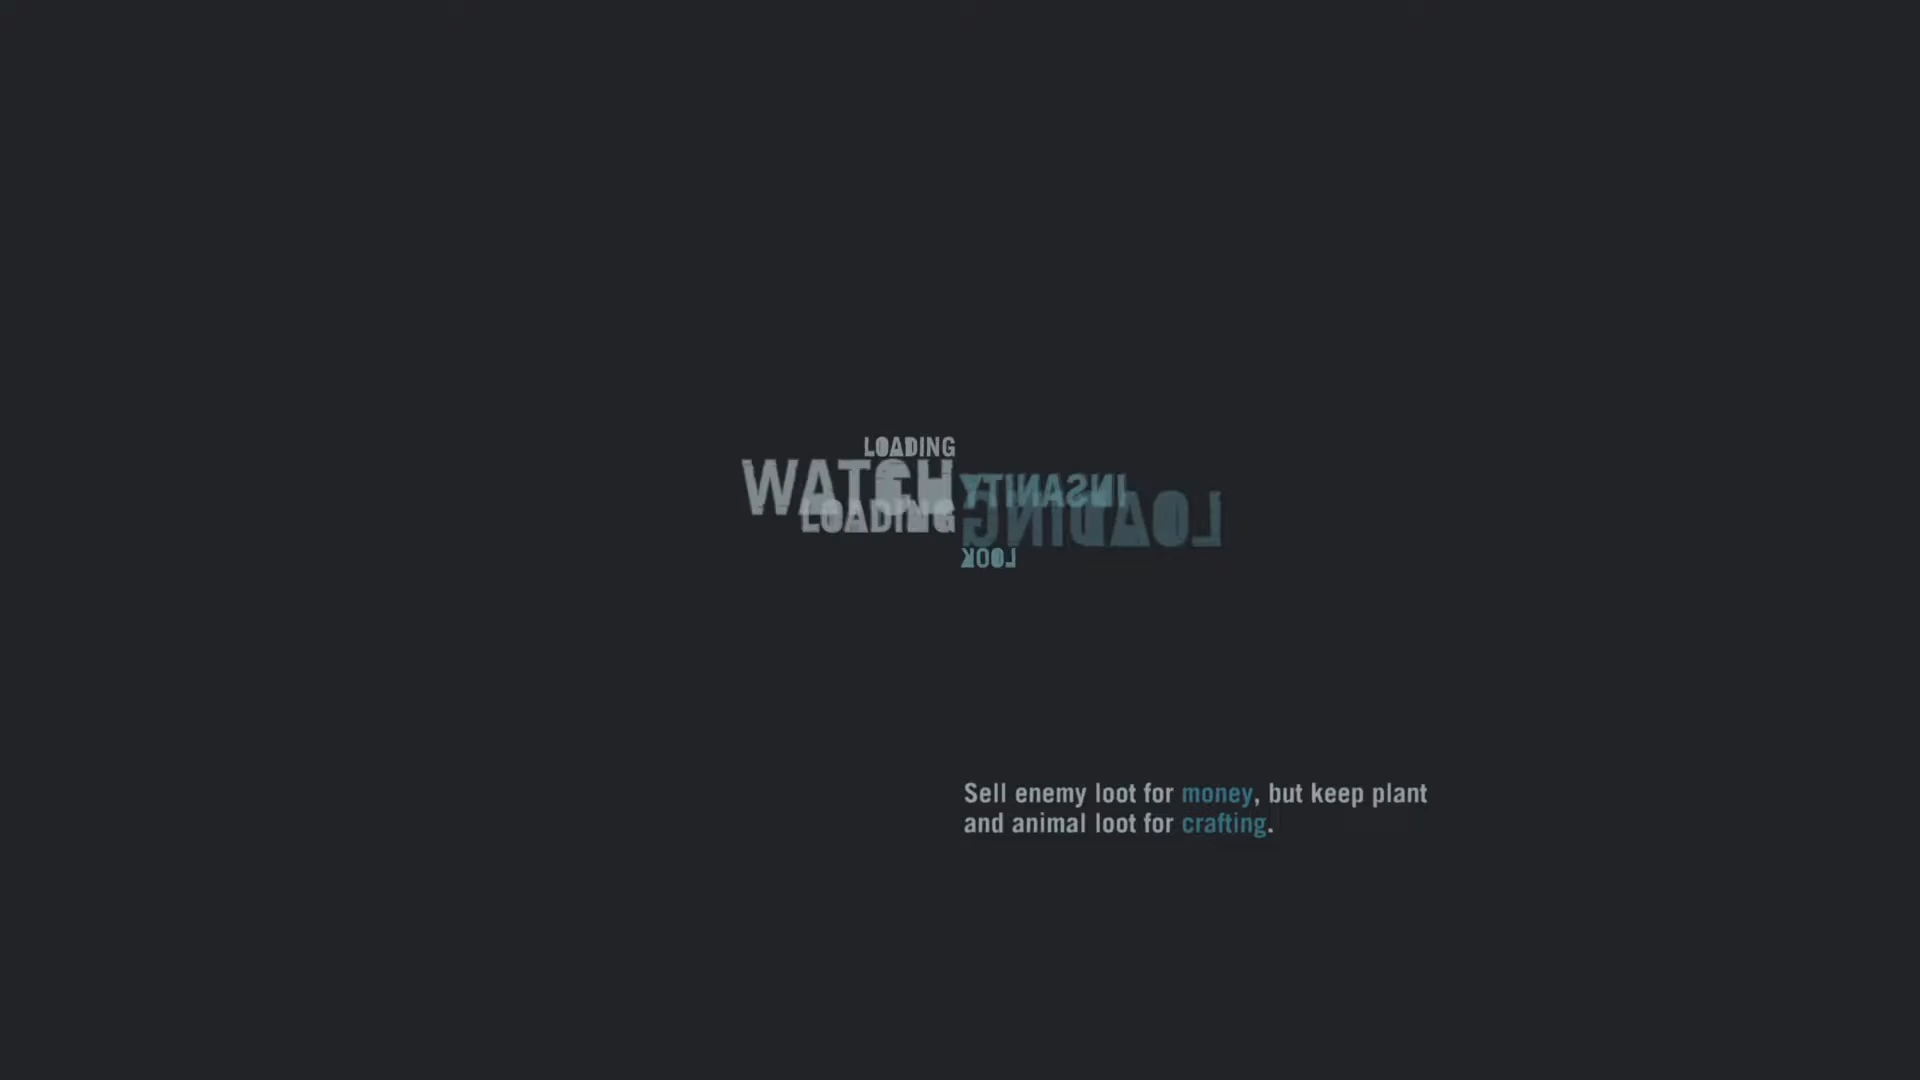 LOADING
WATCH
INSANITY
LOADING
LOADING
LOOK
Sell enemy loot for money, but keep plant
and animal loot for crafting.